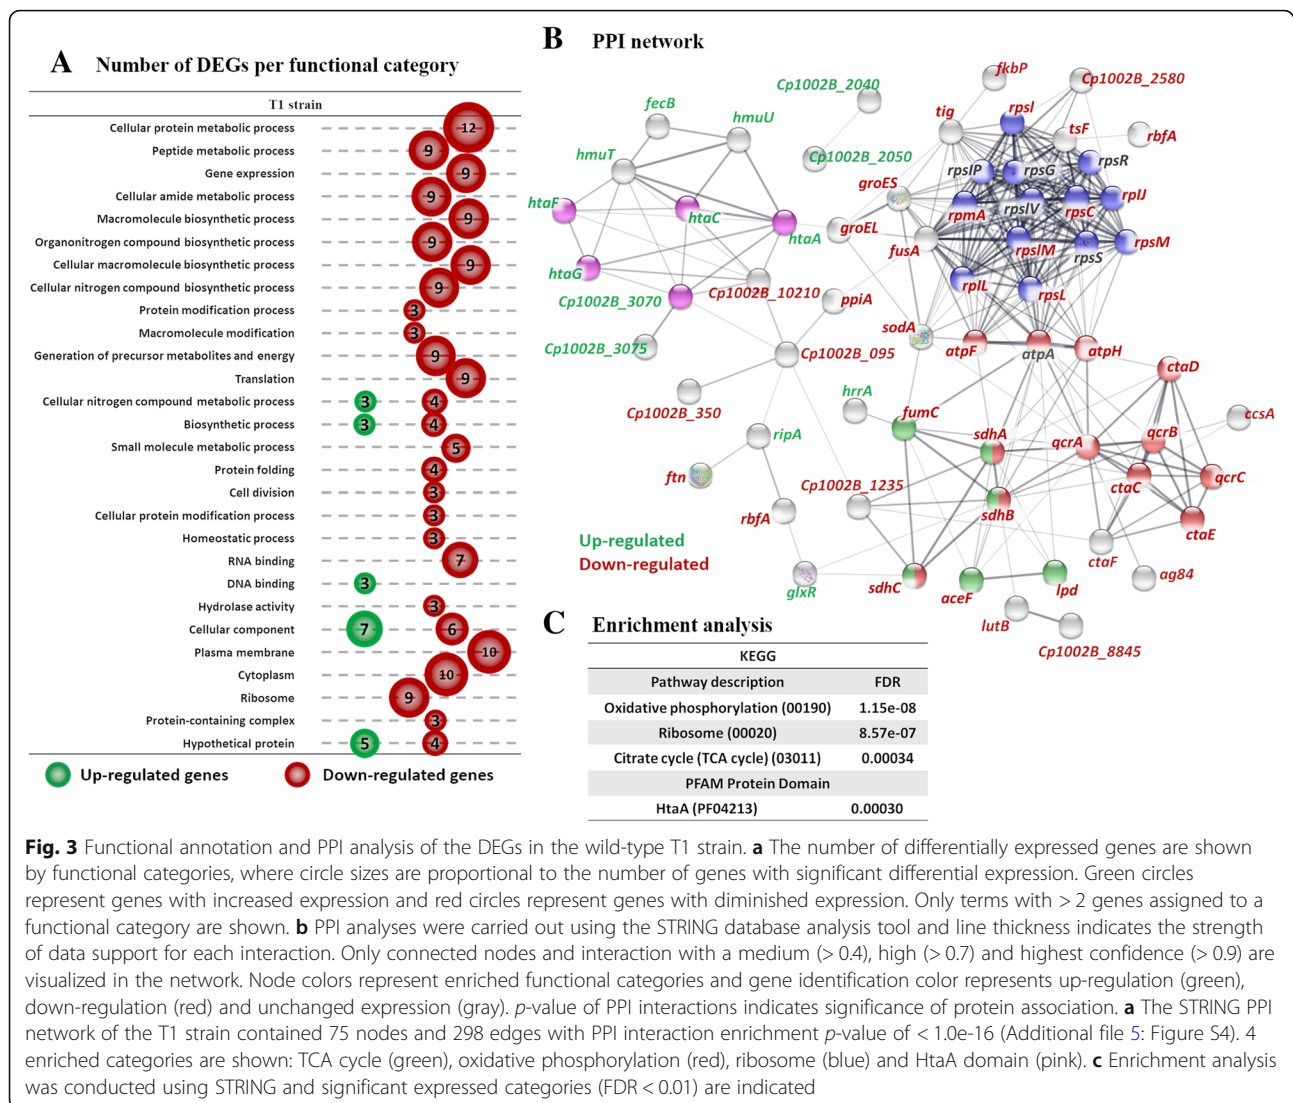 A Number of DEGs per functional category
T1 strain
Cellular protein metabolic process 12
Peptide metabolic process 9
Gene expression 9
Cellular amide metabolic process 9
Macromolecule biosynthetic process 9
Organonitrogen compound biosynthetic process 9
Cellular macromolecule biosynthetic process 9
Cellular nitrogen compound biosynthetic process 9
Protein modification process 3
Macromolecule modification 3
Generation of precursor metabolites and energy 9
Translation 9
Cellular nitrogen compound metabolic process 3 4
Biosynthetic process 3 4
Small molecule metabolic process 5
Protein folding 4
Cell division 3
Cellular protein modification process 3
Homeostatic process 3
RNA binding 7
DNA binding 3
Hydrolase activity 3
Cellular component 7 6
Plasma membrane 10
Cytoplasm 10
Ribosome 9
Protein-containing complex 3
Hypothetical protein 5 4
Up-regulated genes Down-regulated genes
B PPI network
fkbP
Cp1002B_2040
Cp1002B_2580
fecB
hmuU
tig
rpsI
tsF
rbfA
hmuT
Cp1002B_2050
rpsIP
rpsG
rpsR
groES
htaF
htaC
rpmA
rpsIV
rpsC
rplJ
htaA
groEL
fusA
rpsIM
rpsS
rpsM
htaG
Cp1002B_3070
Cp1002B_10210
ppiA
rplL
rpsL
sodA
Cp1002B_3075
Cp1002B_095
atpF
atpA
atpH
ctaD
Cp1002B_350
hrrA
fumC
ccsA
ripA
sdhA
qcrA
qcrB
ftn
Cp1002B_1235
ctaC
qcrC
rbfA
sdhB
ctaE
Up-regulated
Down-regulated
ctaF
glxR
sdhC
aceF
lpd
ag84
lutB
Cp1002B_8845
C Enrichment analysis
KEGG
Pathway description FDR
Oxidative phosphorylation (00190) 1.15e-08
Ribosome (00020) 8.57e-07
Citrate cycle (TCA cycle) (03011) 0.00034
PFAM Protein Domain
HtaA (PF04213) 0.00030
Fig. 3 Functional annotation and PPI analysis of the DEGs in the wild-type T1 strain. a The number of differentially expressed genes are shown
by functional categories, where circle sizes are proportional to the number of genes with significant differential expression. Green circles
represent genes with increased expression and red circles represent genes with diminished expression. Only terms with > 2 genes assigned to a
functional category are shown. b PPI analyses were carried out using the STRING database analysis tool and line thickness indicates the strength
of data support for each interaction. Only connected nodes and interaction with a medium (> 0.4), high (> 0.7) and highest confidence (> 0.9) are
visualized in the network. Node colors represent enriched functional categories and gene identification color represents up-regulation (green),
down-regulation (red) and unchanged expression (gray). p-value of PPI interactions indicates significance of protein association. a The STRING PPI
network of the T1 strain contained 75 nodes and 298 edges with PPI interaction enrichment p-value of < 1.0e-16 (Additional file 5: Figure S4). 4
enriched categories are shown: TCA cycle (green), oxidative phosphorylation (red), ribosome (blue) and HtaA domain (pink). c Enrichment analysis
was conducted using STRING and significant expressed categories (FDR < 0.01) are indicated